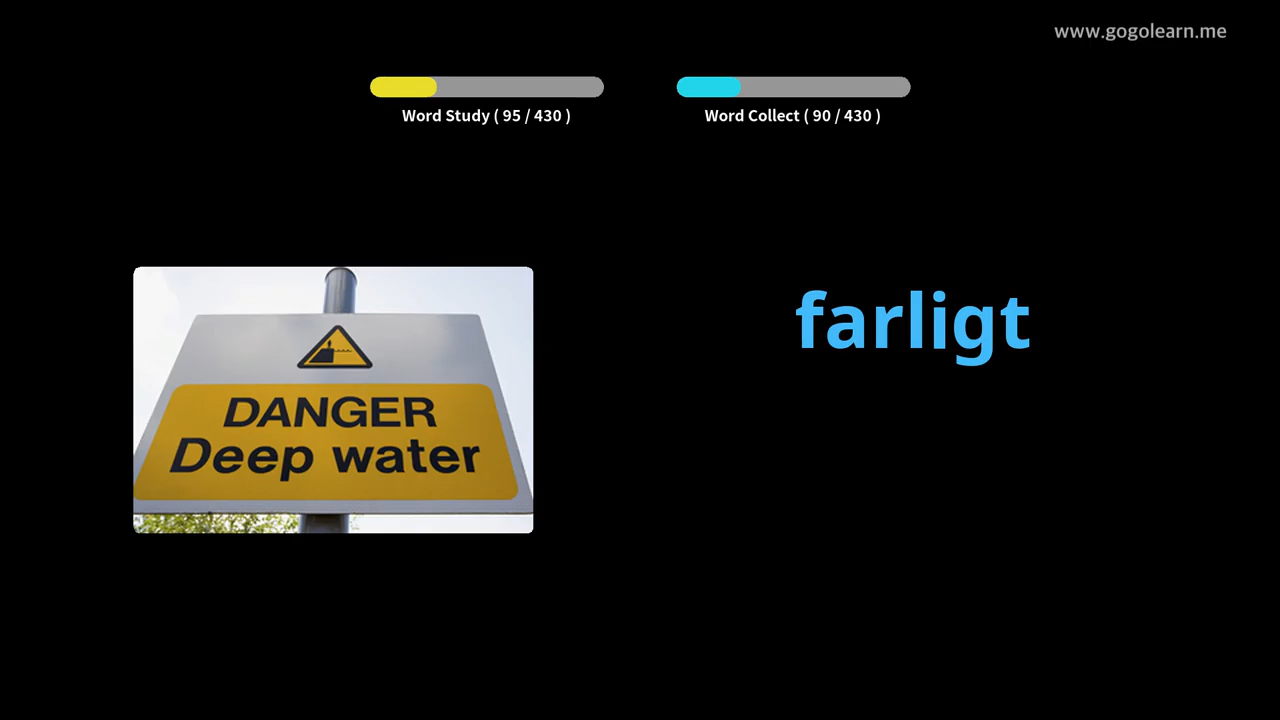 www.gogolearn.me
Word Study ( 95 / 430 )
Word Collect ( 90 / 430 )
DANGER
Deep water
farligt